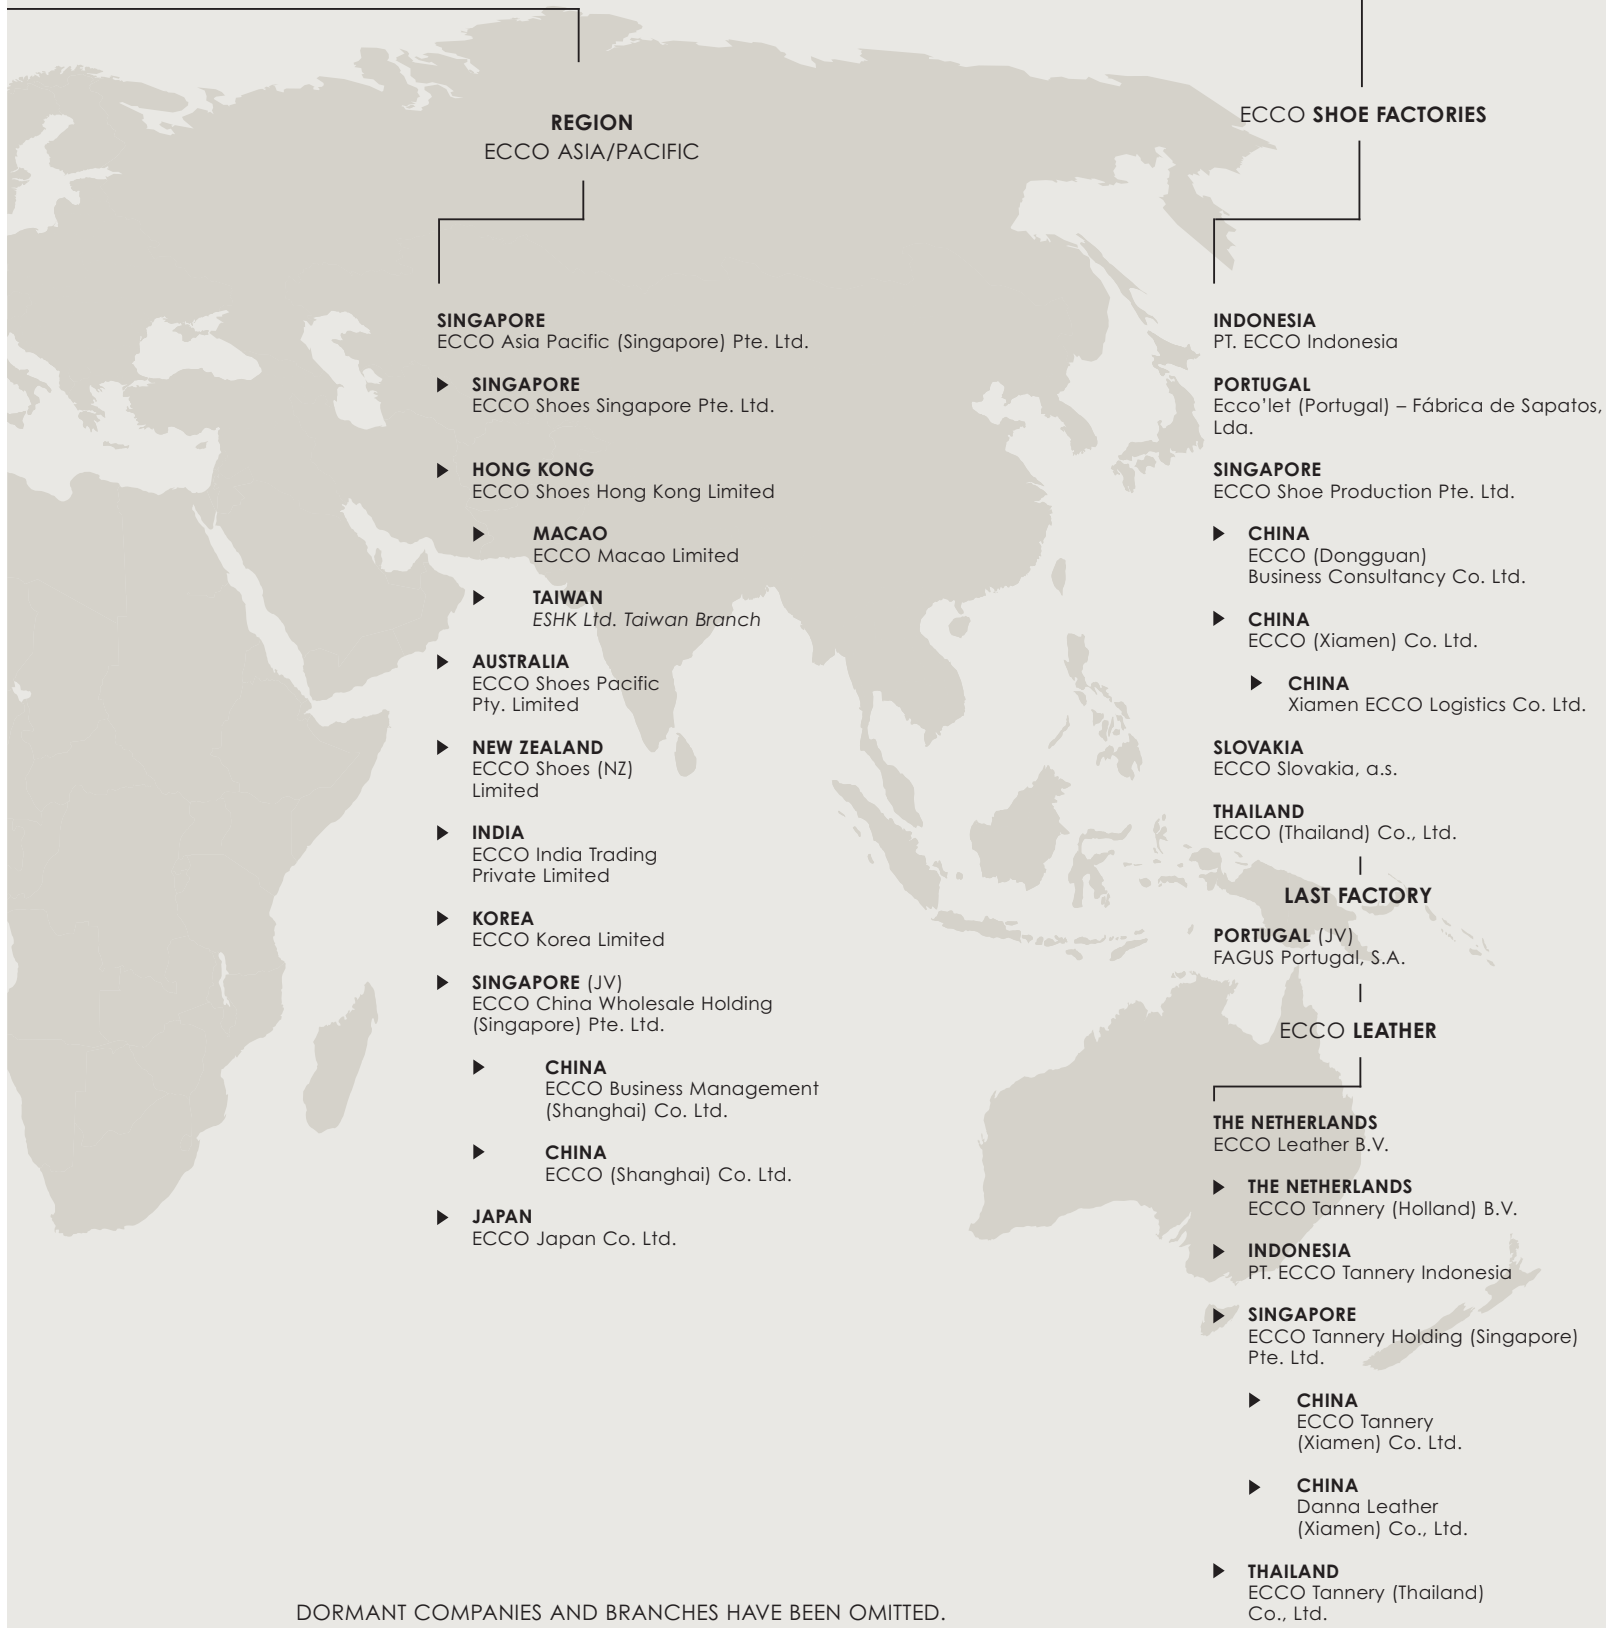 REGION
ECCO ASIA/PACIFIC
SINGAPORE
ECCO Asia Pacific (Singapore) Pte. Ltd.
SINGAPORE
ECCO Shoes Singapore Pte. Ltd.
HONG KONG
ECCO Shoes Hong Kong Limited
MACAO
ECCO Macao Limited
TAIWAN
ESHK Ltd. Taiwan Branch
AUSTRALIA
ECCO Shoes Pacific
Pty. Limited
NEW ZEALAND
ECCO Shoes (NZ)
Limited
INDIA
ECCO India Trading
Private Limited
KOREA
ECCO Korea Limited
SINGAPORE (JV)
ECCO China Wholesale Holding
(Singapore) Pte. Ltd.
CHINA
ECCO Business Management
(Shanghai) Co. Ltd.
CHINA
ECCO (Shanghai) Co. Ltd.
JAPAN
ECCO Japan Co. Ltd.
ECCO SHOE FACTORIES
INDONESIA
PT. ECCO Indonesia
PORTUGAL
Ecco’let (Portugal) – Fábrica de Sapatos,
Lda.
SINGAPORE
ECCO Shoe Production Pte. Ltd.
CHINA
ECCO (Dongguan)
Business Consultancy Co. Ltd.
CHINA
ECCO (Xiamen) Co. Ltd.
CHINA
Xiamen ECCO Logistics Co. Ltd.
SLOVAKIA
ECCO Slovakia, a.s.
THAILAND
ECCO (Thailand) Co., Ltd.
LAST FACTORY
PORTUGAL (JV)
FAGUS Portugal, S.A.
ECCO LEATHER
THE NETHERLANDS
ECCO Leather B.V.
THE NETHERLANDS
ECCO Tannery (Holland) B.V.
INDONESIA
PT. ECCO Tannery Indonesia
SINGAPORE
ECCO Tannery Holding (Singapore)
Pte. Ltd.
CHINA
ECCO Tannery
(Xiamen) Co. Ltd.
CHINA
Danna Leather
(Xiamen) Co., Ltd.
THAILAND
ECCO Tannery (Thailand)
Co., Ltd.
DORMANT COMPANIES AND BRANCHES HAVE BEEN OMITTED.